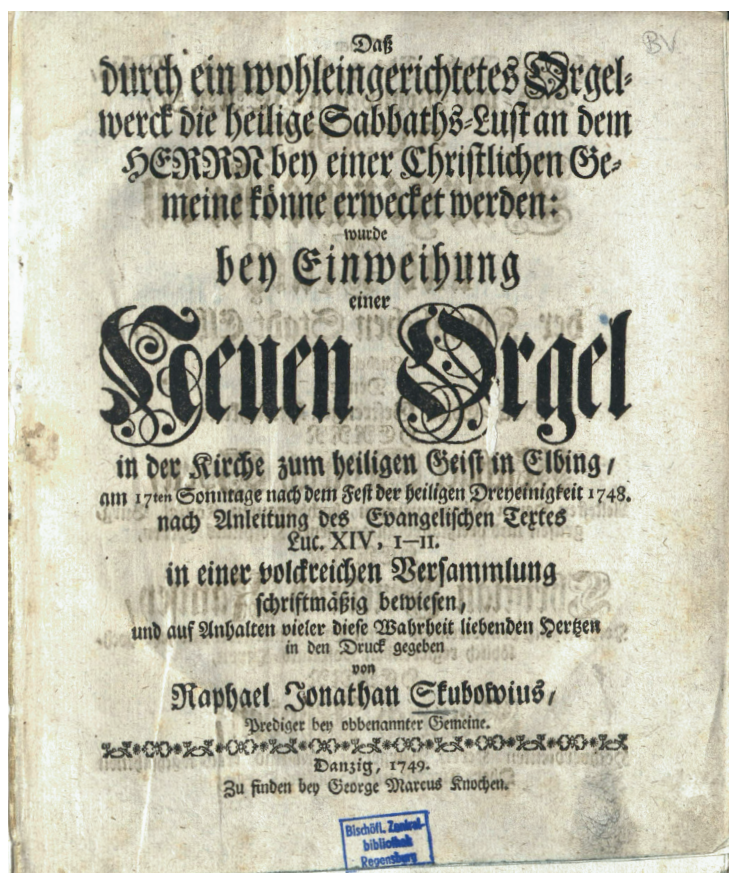 BV
Daß
durch ein wohleingerichtetes Orgel-
werck die heilige Sabbaths-Lust an dem
HERRN bey einer Christlichen Ge-
meine könne erwecket werden:
wurde
bey Einweihung
einer
Neuen Orgel
in der Kirche zum heiligen Geist in Elbing /
am 17ten Sonntage nach dem Fest der heiligen Dreyeinigkeit 1748.
nach Anleitung des Evangelischen Textes
Luc. XIV, 1—11.
in einer volckreichen Versammlung
schriftmäßig bewiesen,
und auf Anhalten vieler diese Wahrheit liebenden Hertzen
in den Druck gegeben
von
Raphael Jonathan Skubowius /
Prediger bey obbenannter Gemeine.
Danzig, 1749.
Zu finden bey George Marcus Knochen.
Bischöfl. Zentral-
bibliothek
Regensburg